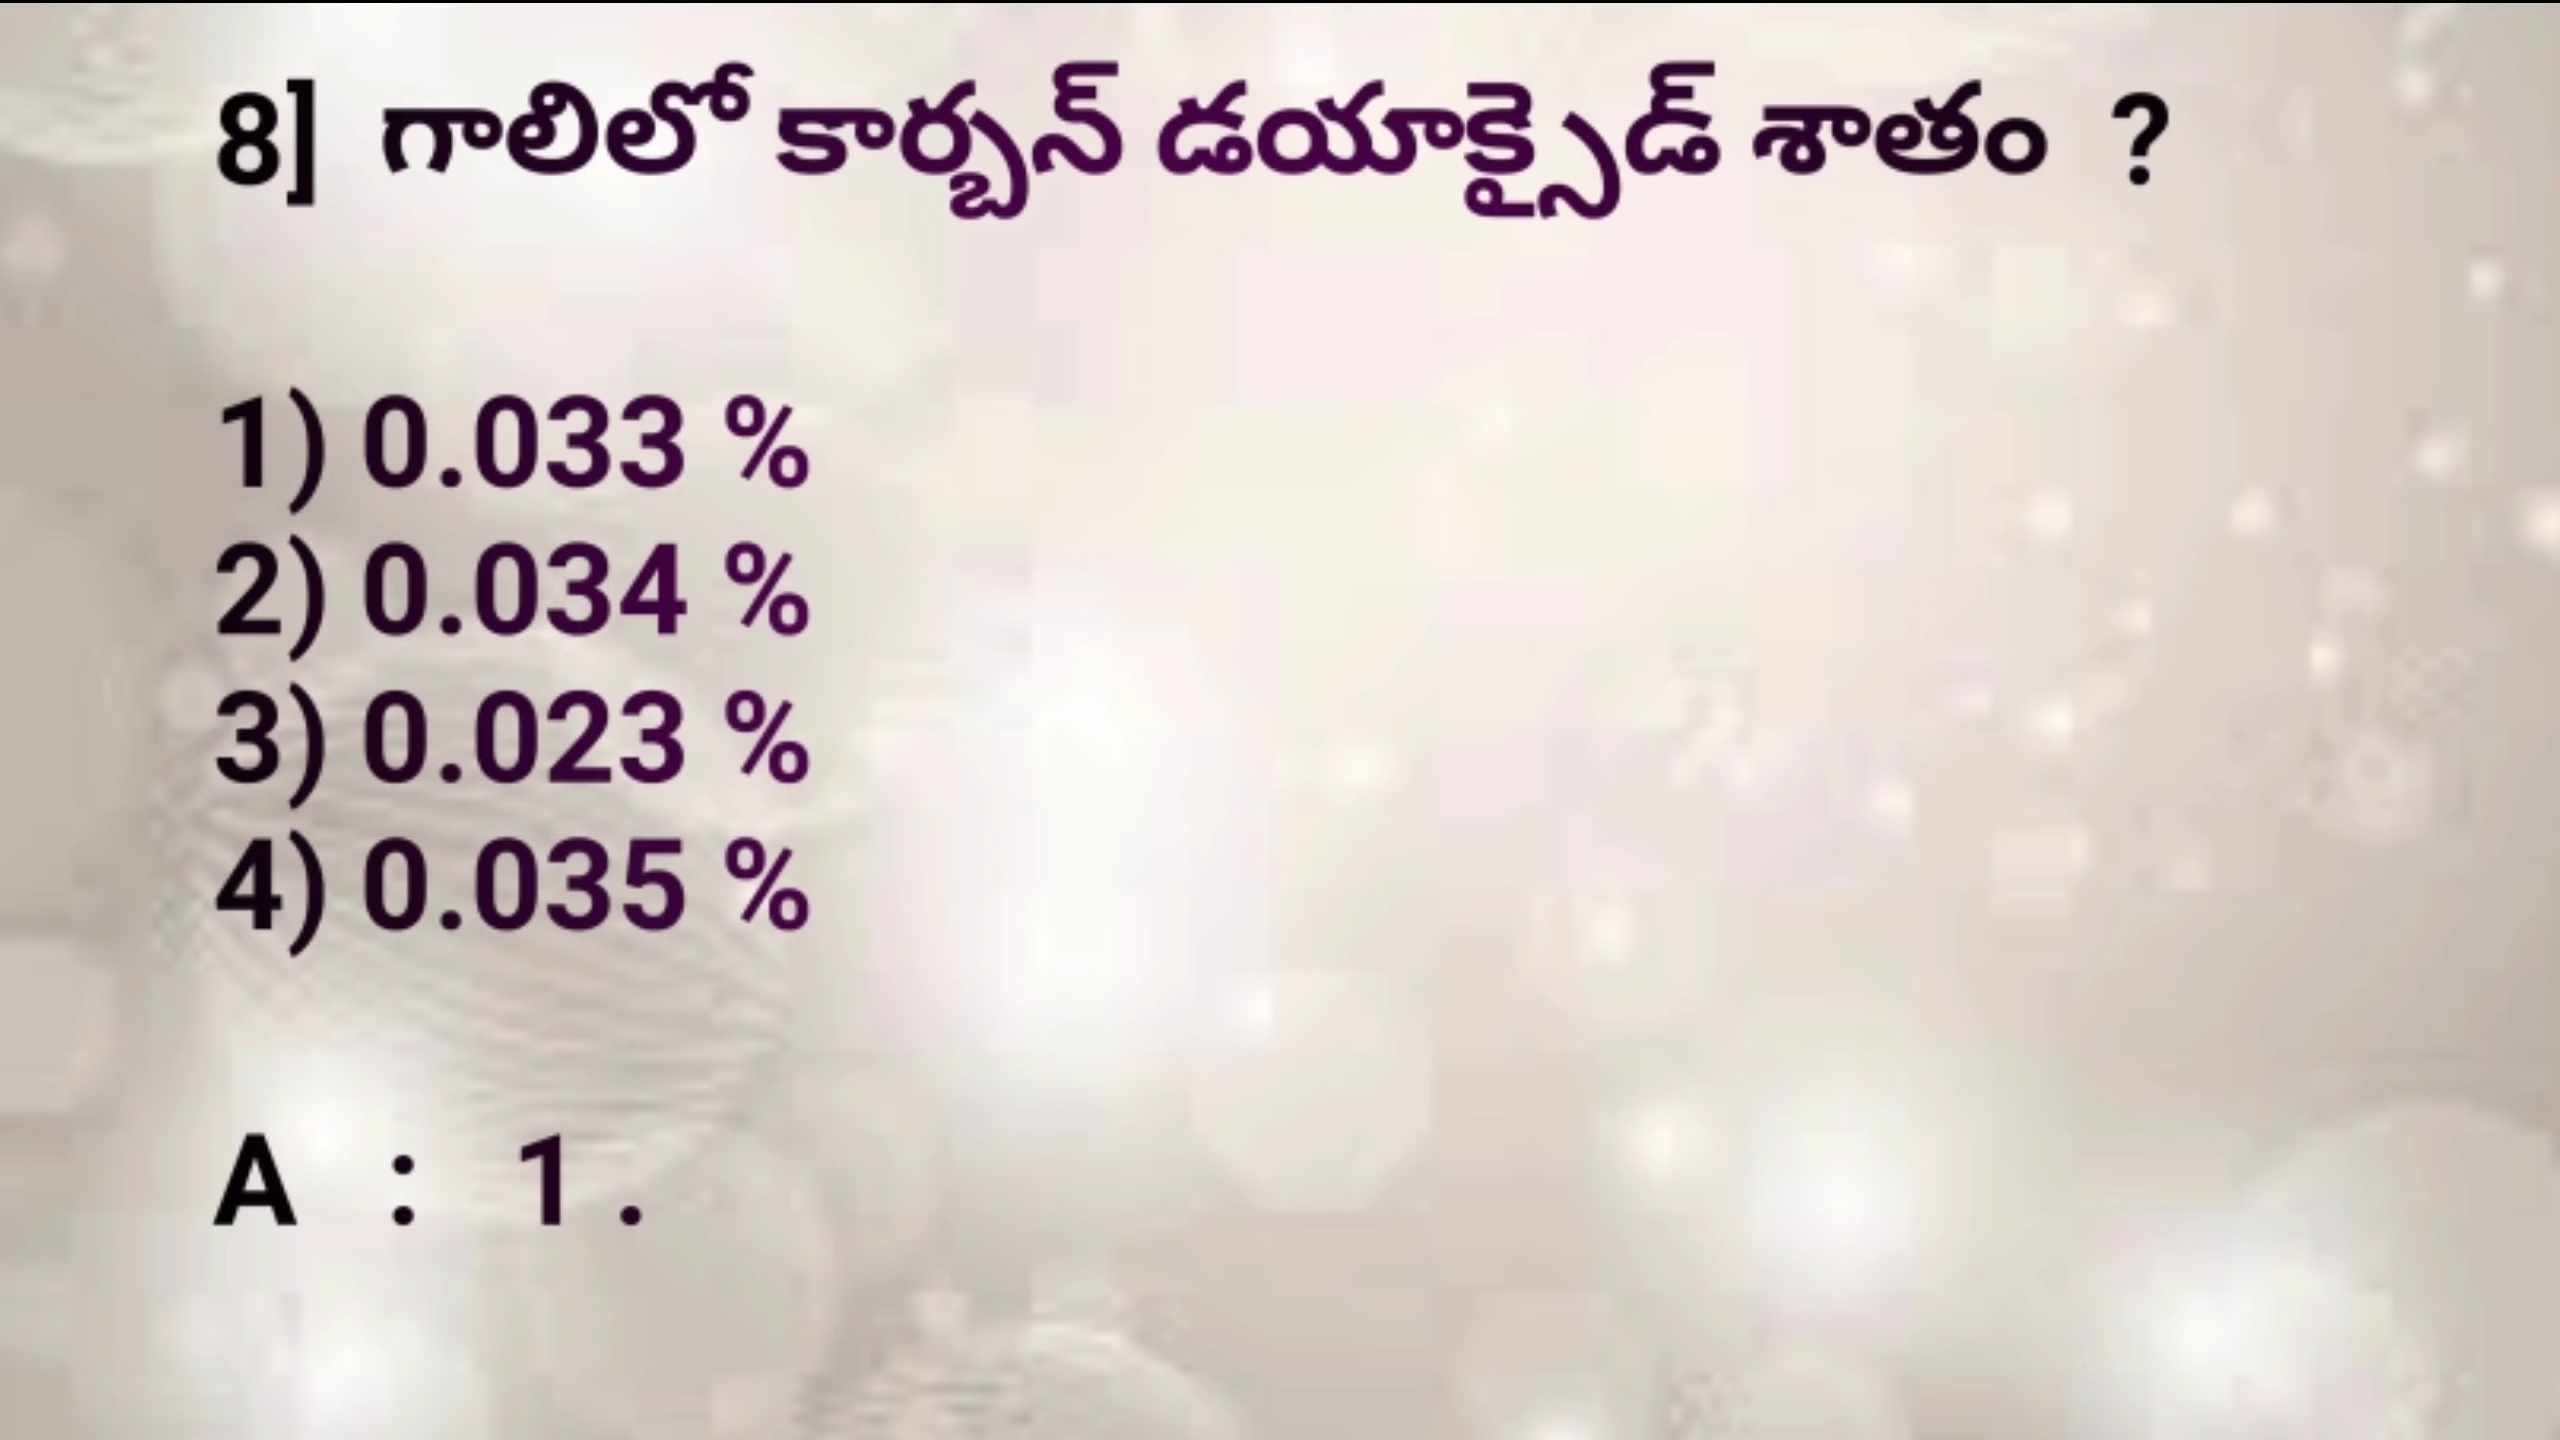 8] గాలిలో కార్బన్ డయాక్సైడ్ శాతం ?
1) 0.033 %
2) 0.034 %
3) 0.023 %
4) 0.035 %
A : 1 .